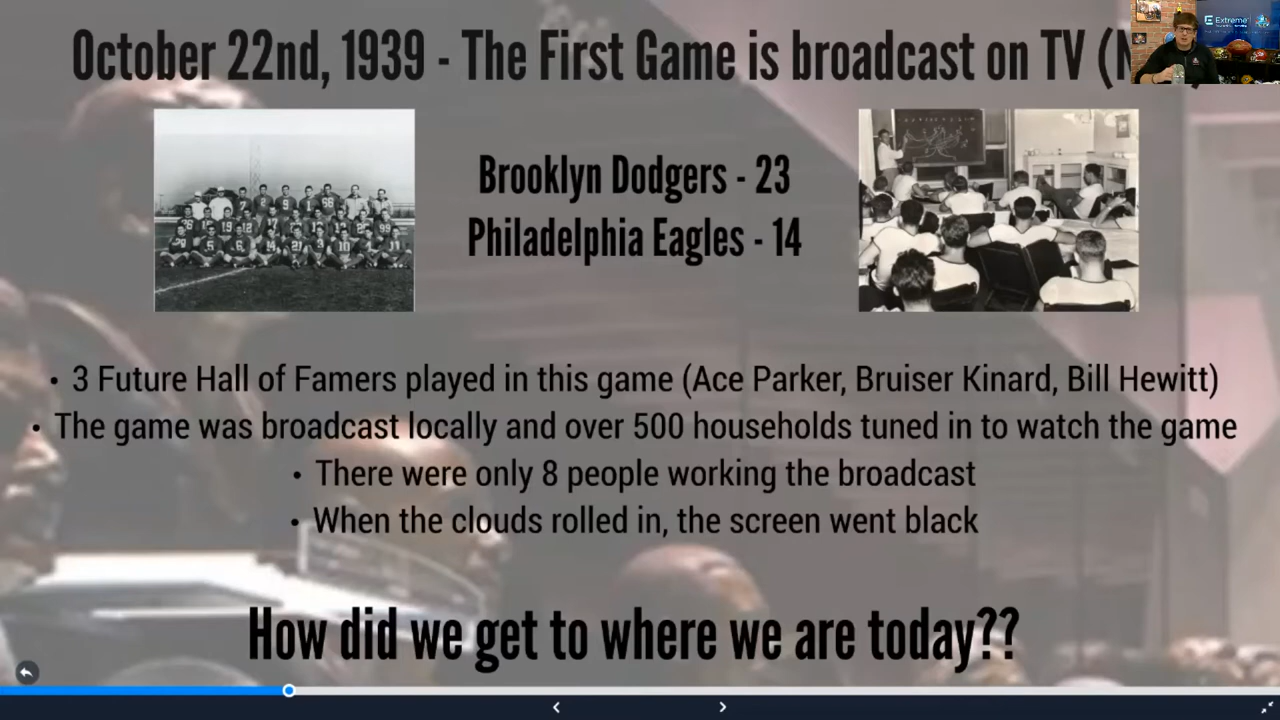 October 22nd, 1939 - The First Game is broadcast on TV
Extreme
Brooklyn Dodgers - 23
Philadelphia Eagles - 14
• 3 Future Hall of Famers played in this game (Ace Parker, Bruiser Kinard, Bill Hewitt)
• The game was broadcast locally and over 500 households tuned in to watch the game
• There were only 8 people working the broadcast
• When the clouds rolled in, the screen went black
How did we get to where we are today??